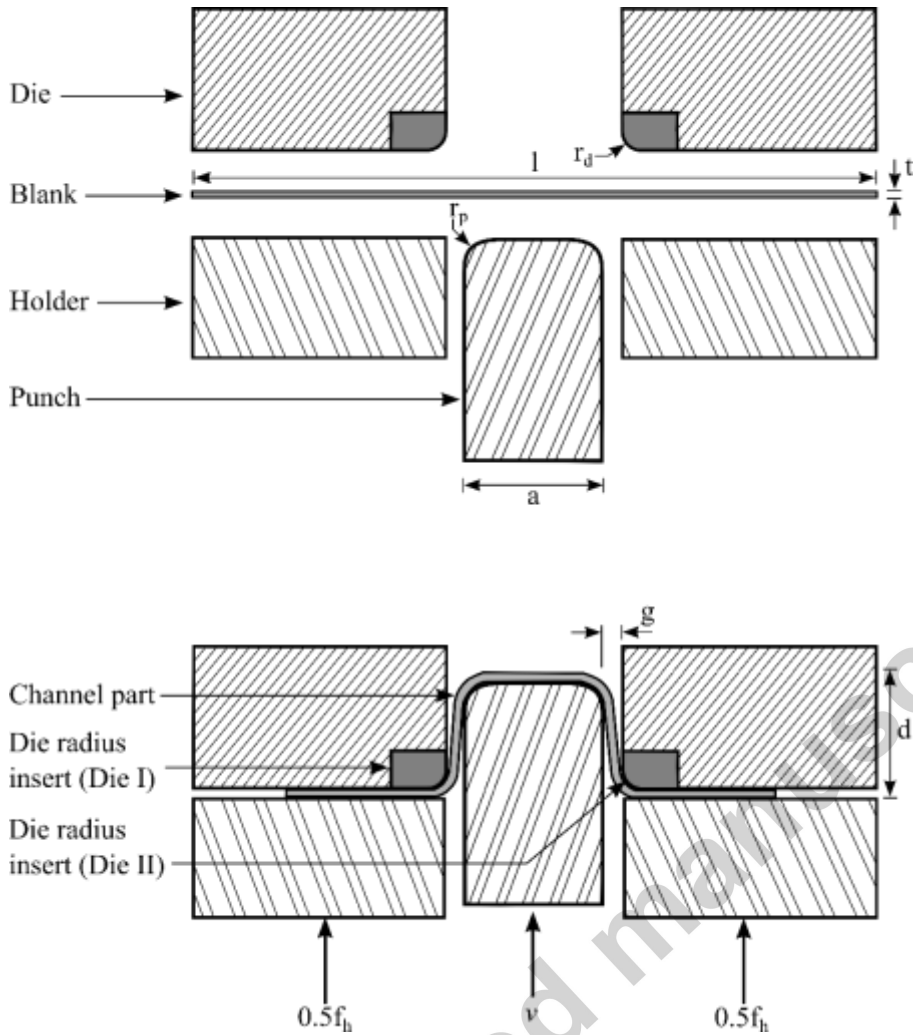 Die
r_d
l
t
Blank
r_p
Holder
Punch
a
g
Channel part
d
Die radius
insert (Die I)
Die radius
insert (Die II)
0.5f_h
v
0.5f_h
d manusc